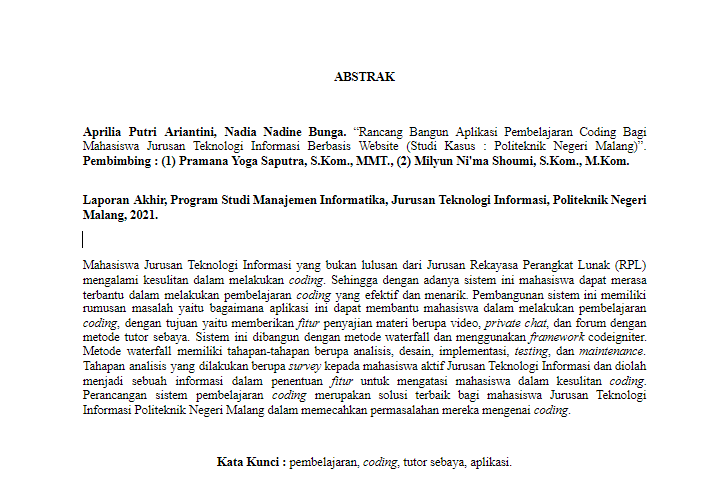 ABSTRAK
Aprilia Putri Ariantini, Nadia Nadine Bunga. “Rancang Bangun Aplikasi Pembelajaran Coding Bagi
Mahasiswa Jurusan Teknologi Informasi Berbasis Website (Studi Kasus : Politeknik Negeri Malang)”.
Pembimbing : (1) Pramana Yoga Saputra, S.Kom., MMT., (2) Milyun Ni'ma Shoumi, S.Kom., M.Kom.
Laporan Akhir, Program Studi Manajemen Informatika, Jurusan Teknologi Informasi, Politeknik Negeri
Malang, 2021.
Mahasiswa Jurusan Teknologi Informasi yang bukan lulusan dari Jurusan Rekayasa Perangkat Lunak (RPL)
mengalami kesulitan dalam melakukan coding. Sehingga dengan adanya sistem ini mahasiswa dapat merasa
terbantu dalam melakukan pembelajaran coding yang efektif dan menarik. Pembangunan sistem ini memiliki
rumusan masalah yaitu bagaimana aplikasi ini dapat membantu mahasiswa dalam melakukan pembelajaran
coding, dengan tujuan yaitu memberikan fitur penyajian materi berupa video, private chat, dan forum dengan
metode tutor sebaya. Sistem ini dibangun dengan metode waterfall dan menggunakan framework codeigniter.
Metode waterfall memiliki tahapan-tahapan berupa analisis, desain, implementasi, testing, dan maintenance.
Tahapan analisis yang dilakukan berupa survey kepada mahasiswa aktif Jurusan Teknologi Informasi dan diolah
menjadi sebuah informasi dalam penentuan fitur untuk mengatasi mahasiswa dalam kesulitan coding.
Perancangan sistem pembelajaran coding merupakan solusi terbaik bagi mahasiswa Jurusan Teknologi
Informasi Politeknik Negeri Malang dalam memecahkan permasalahan mereka mengenai coding.
Kata Kunci : pembelajaran, coding, tutor sebaya, aplikasi.